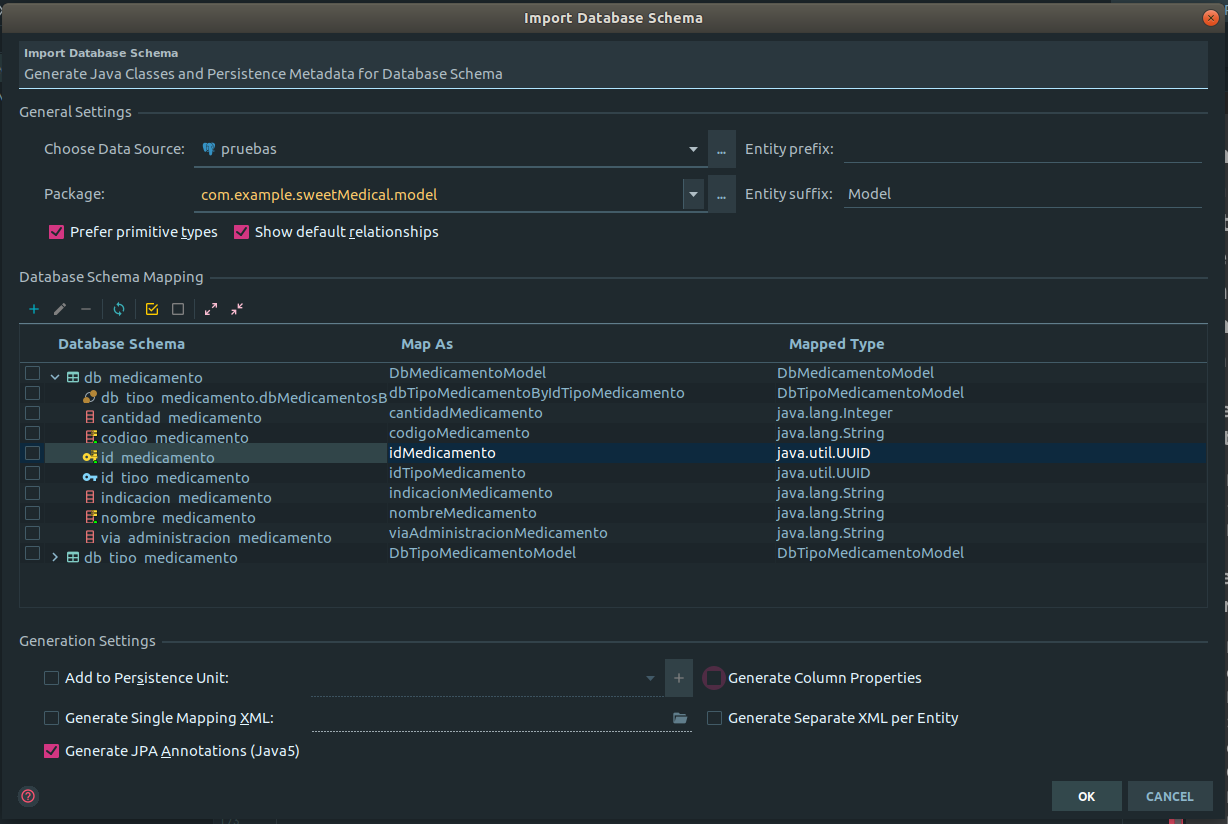 Import Database Schema
Import Database Schema
Generate Java Classes and Persistence Metadata for Database Schema
General Settings
Choose Data Source: pruebas ... Entity prefix:
Package: com.example.sweetMedical.model ... Entity suffix: Model
Prefer primitive types Show default relationships
Database Schema Mapping
Database Schema Map As Mapped Type
db_medicamento DbMedicamentoModel DbMedicamentoModel
db_tipo_medicamento.dbMedicamentosB dbTipoMedicamentoByIdTipoMedicamento DbTipoMedicamentoModel
cantidad_medicamento cantidadMedicamento java.lang.Integer
codigo_medicamento codigoMedicamento java.lang.String
id_medicamento idMedicamento java.util.UUID
id_tipo_medicamento idTipoMedicamento java.util.UUID
indicacion_medicamento indicacionMedicamento java.lang.String
nombre_medicamento nombreMedicamento java.lang.String
via_administracion_medicamento viaAdministracionMedicamento java.lang.String
db_tipo_medicamento DbTipoMedicamentoModel DbTipoMedicamentoModel
Generation Settings
Add to Persistence Unit: Generate Column Properties
Generate Single Mapping XML: Generate Separate XML per Entity
Generate JPA Annotations (Java5)
OK CANCEL